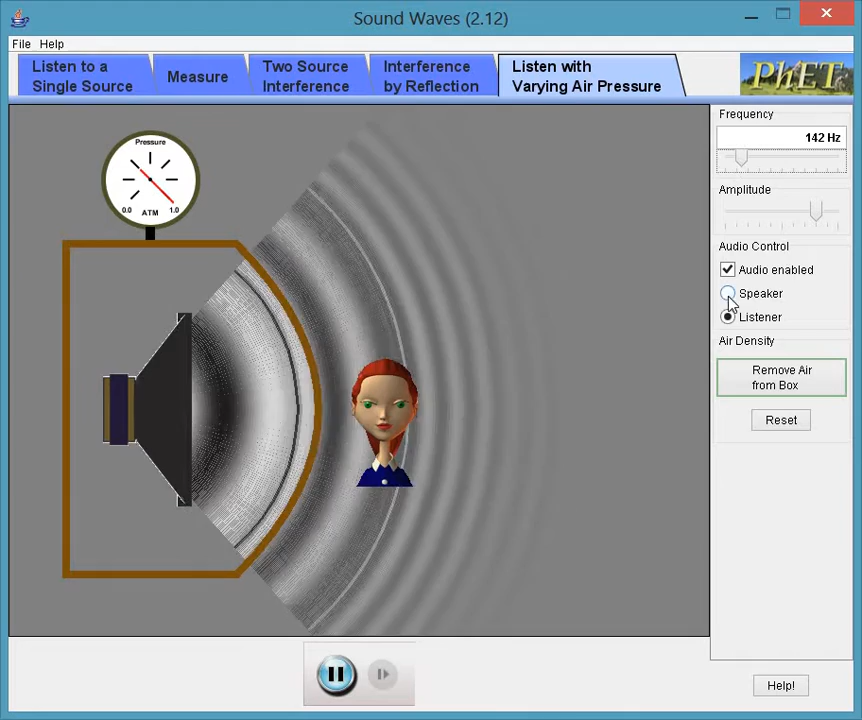 Sound Waves (2.12)
File Help
Listen to a
Single Source
Measure
Two Source
Interference
Interference
by Reflection
Listen with
Varying Air Pressure
PhET
Frequency
142 Hz
Amplitude
Audio Control
Audio enabled
Speaker
Listener
Air Density
Remove Air
from Box
Reset
Pressure
0.0 ATM 1.0
Help!